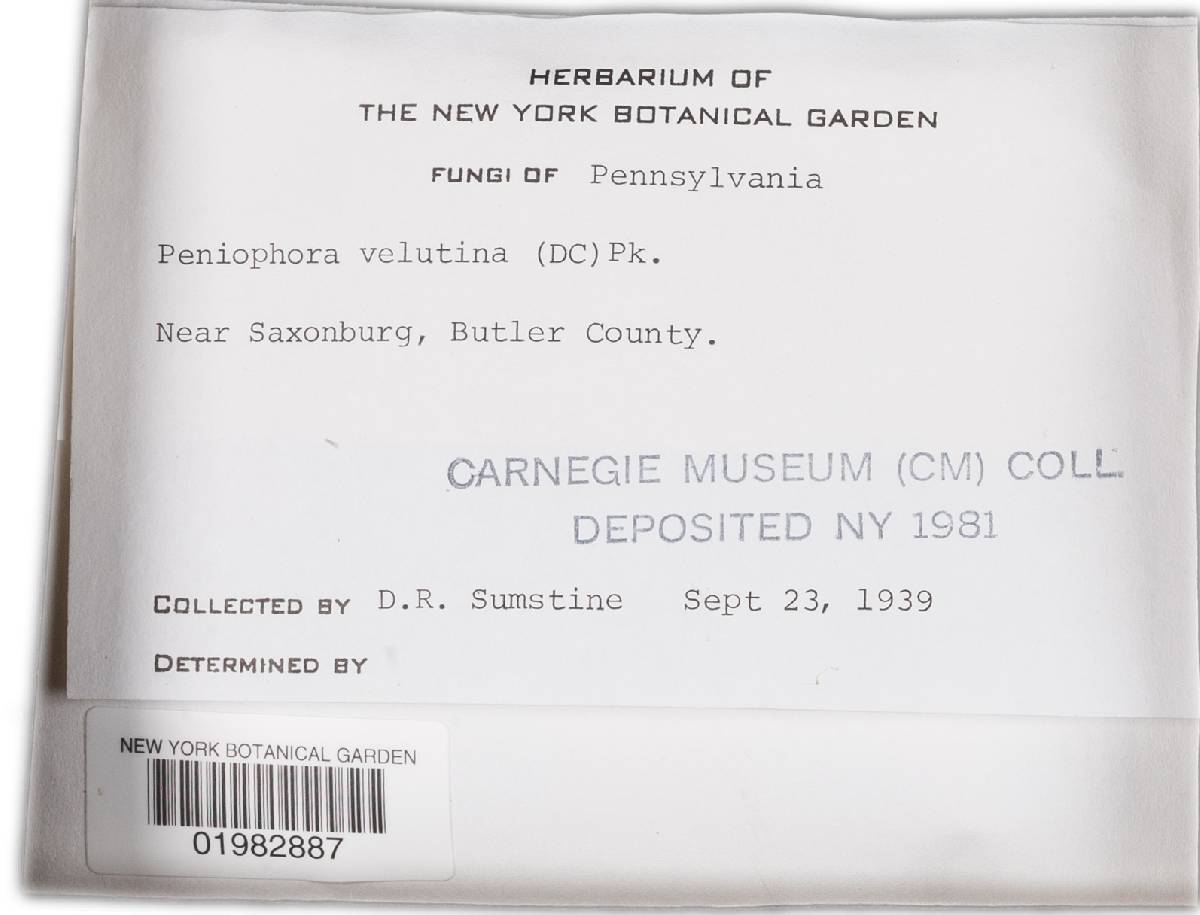 HERBARIUM OF
THE NEW YORK BOTANICAL GARDEN
FUNGI OF Pennsylvania
Peniophora velutina (DC)Pk.
Near Saxonburg, Butler County.
CARNEGIE MUSEUM (CM) COLL.
DEPOSITED NY 1981
COLLECTED BY D.R. Sumstine Sept 23, 1939
DETERMINED BY
NEW YORK BOTANICAL GARDEN
01982887